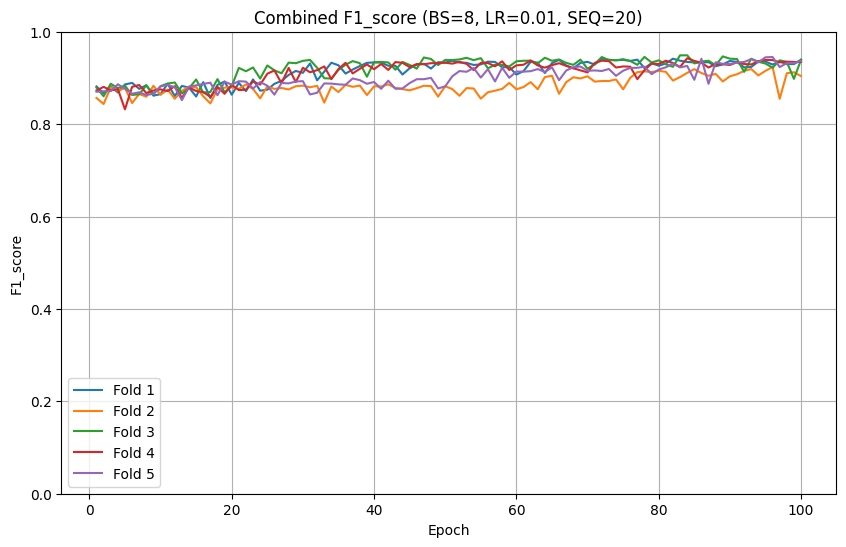 Combined F1_score (BS=8, LR=0.01, SEQ=20)
F1_score
1.0
0.8
0.6
0.4
0.2
0.0
Fold 1
Fold 2
Fold 3
Fold 4
Fold 5
0 20 40 60 80 100
Epoch